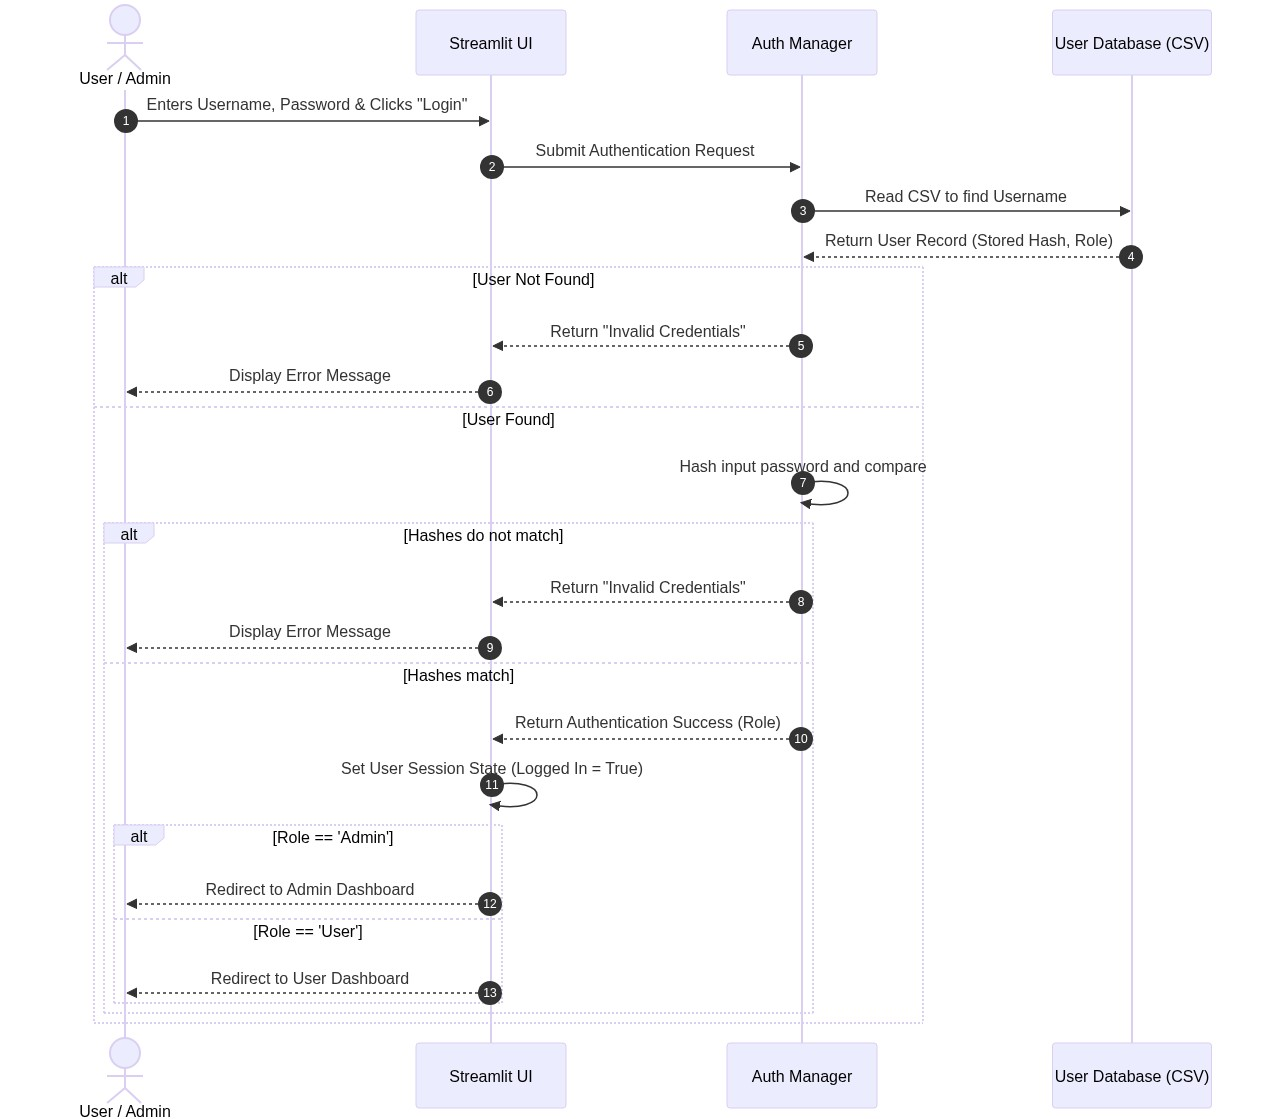 User / Admin
Streamlit UI
Auth Manager
User Database (CSV)
Enters Username, Password & Clicks "Login"
1
Submit Authentication Request
2
Read CSV to find Username
3
Return User Record (Stored Hash, Role)
4
alt
[User Not Found]
Return "Invalid Credentials"
5
Display Error Message
6
[User Found]
Hash input password and compare
7
alt
[Hashes do not match]
Return "Invalid Credentials"
8
Display Error Message
9
[Hashes match]
Return Authentication Success (Role)
10
Set User Session State (Logged In = True)
11
alt
[Role == 'Admin']
Redirect to Admin Dashboard
12
[Role == 'User']
Redirect to User Dashboard
13
User / Admin
Streamlit UI
Auth Manager
User Database (CSV)